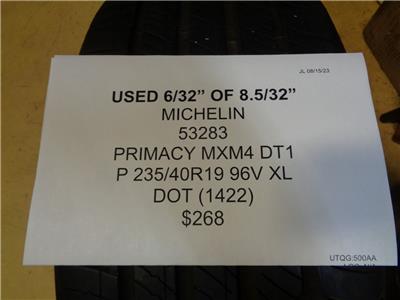 JL 08/15/23
USED 6/32” OF 8.5/32”
MICHELIN
53283
PRIMACY MXM4 DT1
P 235/40R19 96V XL
DOT (1422)
$268
UTQG:500AA